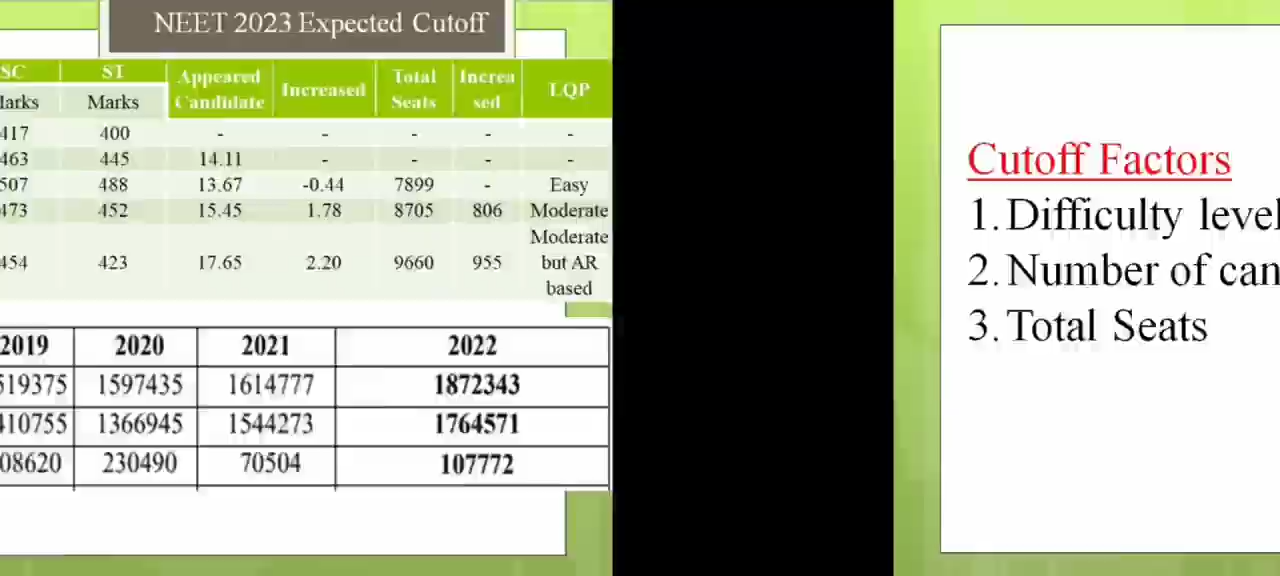 NEET 2023 Expected Cutoff
SC ST Appeared Candidate Increased Total Seats Increa sed LQP
Marks Marks
417 400 - - - - -
463 445 14.11 - - - -
507 488 13.67 -0.44 7899 - Easy
473 452 15.45 1.78 8705 806 Moderate
454 423 17.65 2.20 9660 955 Moderate but AR based
2019 2020 2021 2022
519375 1597435 1614777 1872343
410755 1366945 1544273 1764571
08620 230490 70504 107772
Cutoff Factors
1. Difficulty level
2. Number of can
3. Total Seats